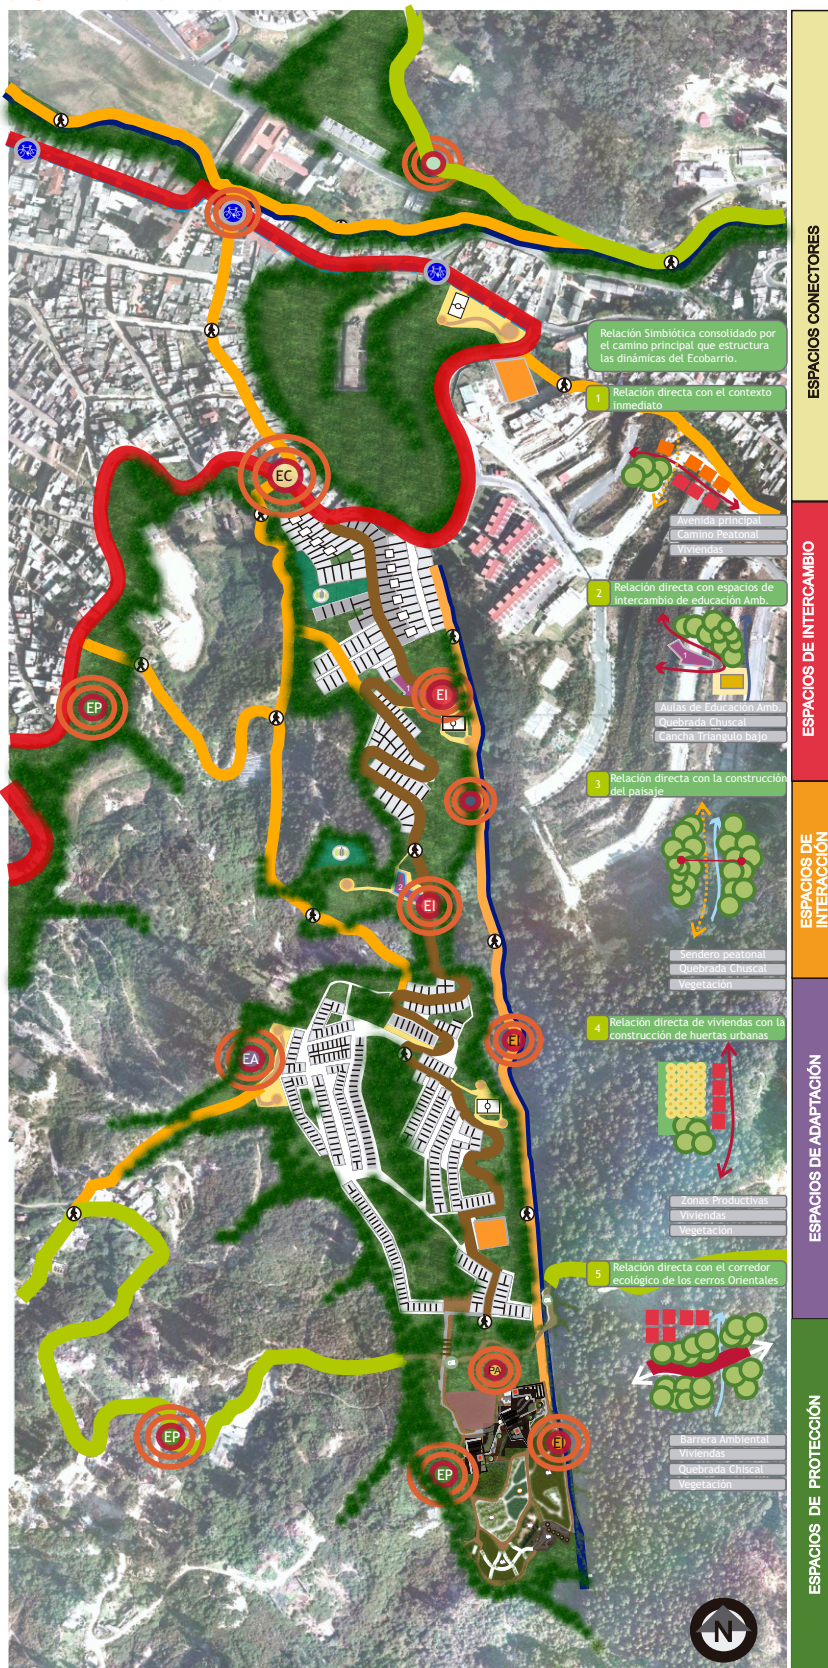 Relación Simbiótica consolidado por
el camino principal que estructura
las dinámicas del Ecobarrio.
1
Relación directa con el contexto
inmediato
Avenida principal
Camino Peatonal
Viviendas
2
Relación directa con espacios de
intercambio de educación Amb.
1
Aulas de Educación Amb.
Quebrada Chuscal
Cancha Triangulo bajo
3
Relación directa con la construcción
del paisaje
Sendero peatonal
Quebrada Chuscal
Vegetación
4
Relación directa de viviendas con la
construcción de huertas urbanas
Zonas Productivas
Viviendas
Vegetación
5
Relación directa con el corredor
ecológico de los cerros Orientales
Barrera Ambiental
Viviendas
Quebrada Chiscal
Vegetación
EC
EP
EI
1
2
EI
EA
EI
PA
EP
EP
EI
N
ESPACIOS CONECTORES
ESPACIOS DE INTERCAMBIO
ESPACIOS DE
INTERACCIÓN
ESPACIOS DE ADAPTACIÓN
ESPACIOS DE PROTECCIÓN